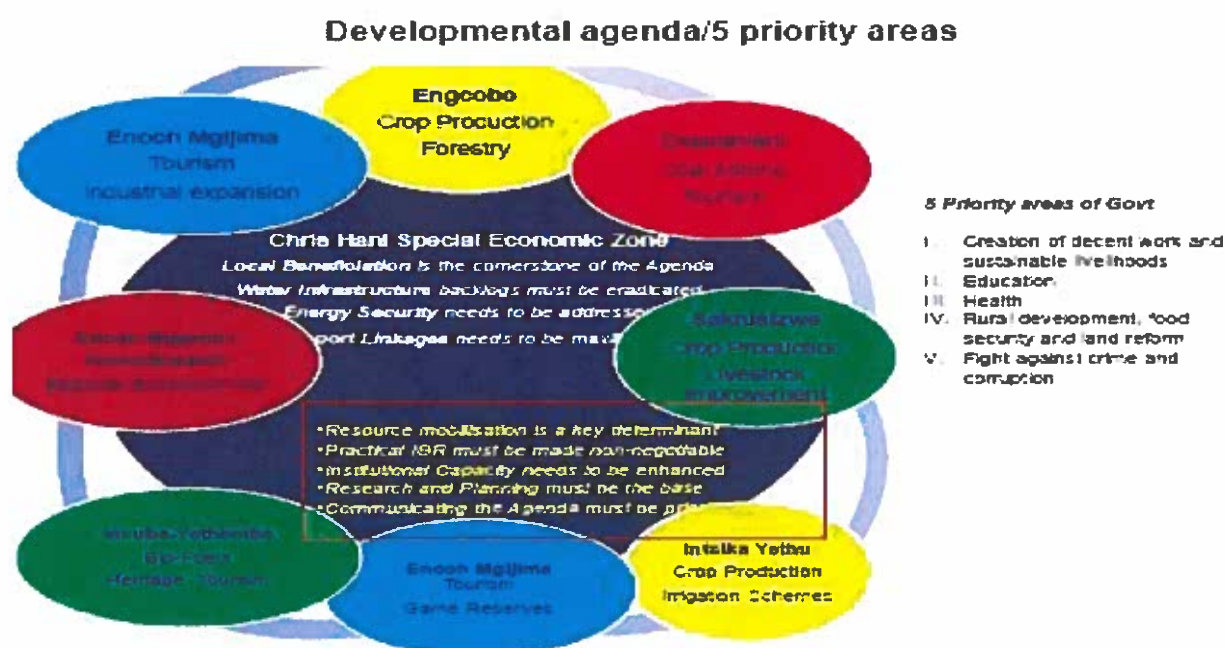 Developmental agenda/5 priority areas
Engcobo
Crop Production
Forestry
Enoch Mgijima
Tourism
Industrial expansion
Tourism
Chris Hani Special Economic Zone
Local Beneficiation is the cornerstone of the Agenda
Water Infrastructure backlogs must be eradicated
Energy Security needs to be addressed
port Linkages needs to be
Sakhisizwe
Crop Production
Livestock
Improvement
Enoch Mgijima
•Resource mobilisation is a key determinant
•Practical IGR must be made non-negotiable
•Institutional Capacity needs to be enhanced
•Research and Planning must be the base
•Communicating the Agenda must be
Inxuba Yethemba
Bio-Fuels
Heritage Tourism
Enoch Mgijima
Tourism
Game Reserves
Intsika Yethu
Crop Production
Irrigation Schemes
5 Priority areas of Govt
I. Creation of decent work and
sustainable livelihoods
II. Education
III. Health
IV. Rural development, food
security and land reform
V. Fight against crime and
corruption